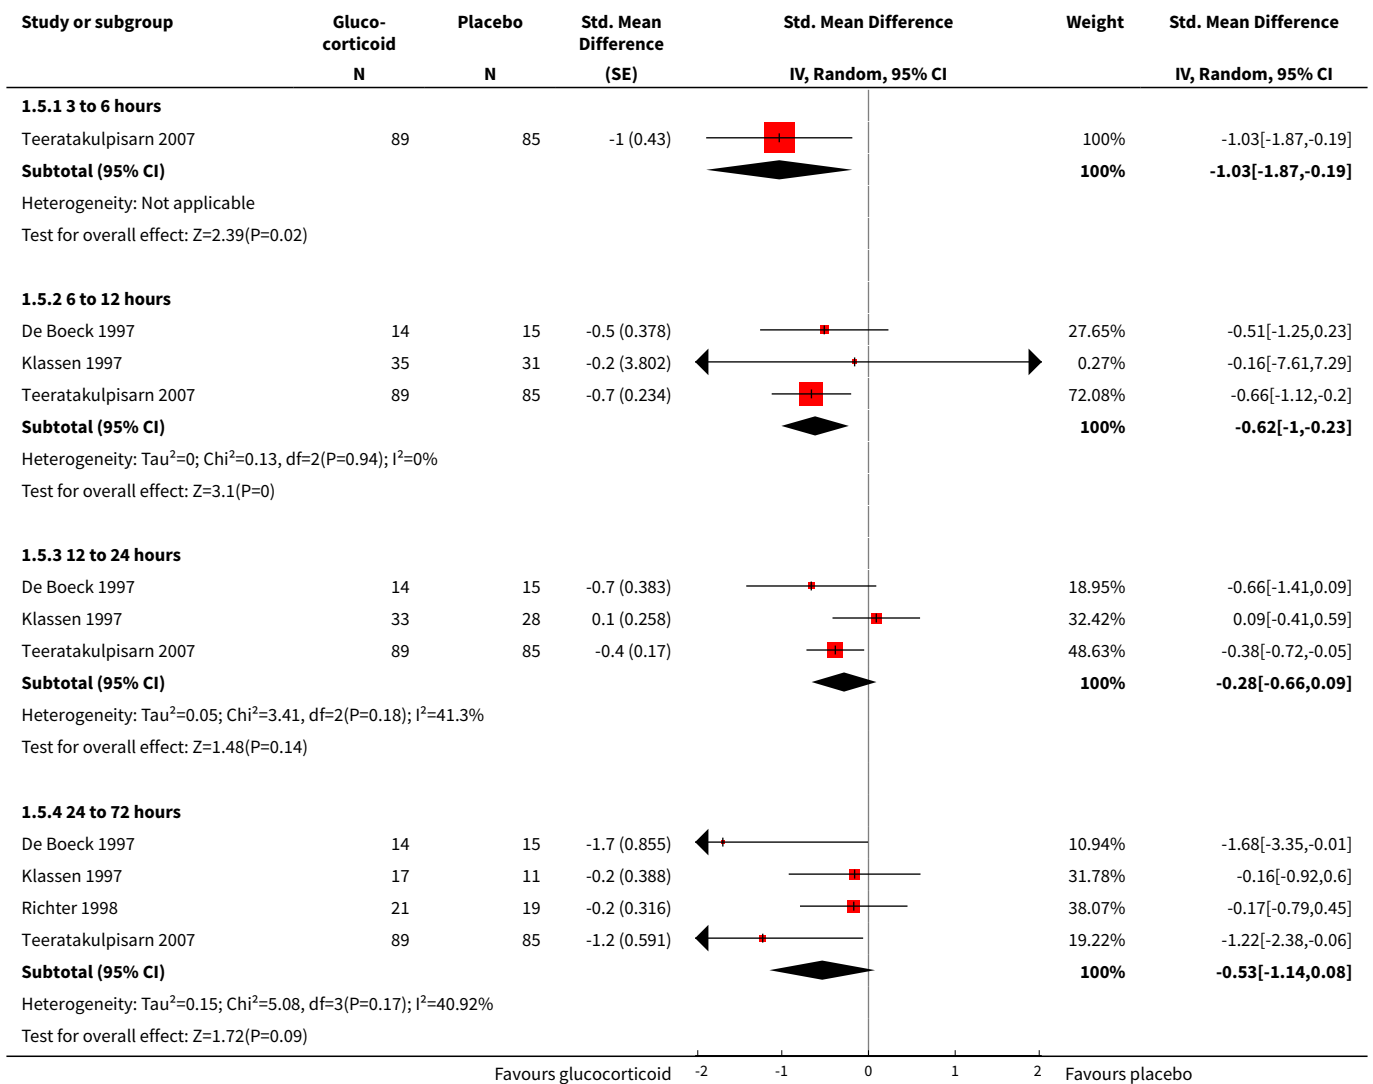 Study or subgroup Gluco-corticoid Placebo Std. Mean Difference Std. Mean Difference Weight Std. Mean Difference
N N (SE) IV, Random, 95% CI IV, Random, 95% CI
1.5.1 3 to 6 hours
Teeratakulpisarn 2007 89 85 -1 (0.43) 100% -1.03[-1.87,-0.19]
Subtotal (95% CI) 100% -1.03[-1.87,-0.19]
Heterogeneity: Not applicable
Test for overall effect: Z=2.39(P=0.02)
1.5.2 6 to 12 hours
De Boeck 1997 14 15 -0.5 (0.378) 27.65% -0.51[-1.25,0.23]
Klassen 1997 35 31 -0.2 (3.802) 0.27% -0.16[-7.61,7.29]
Teeratakulpisarn 2007 89 85 -0.7 (0.234) 72.08% -0.66[-1.12,-0.2]
Subtotal (95% CI) 100% -0.62[-1,-0.23]
Heterogeneity: Tau²=0; Chi²=0.13, df=2(P=0.94); I²=0%
Test for overall effect: Z=3.1(P=0)
1.5.3 12 to 24 hours
De Boeck 1997 14 15 -0.7 (0.383) 18.95% -0.66[-1.41,0.09]
Klassen 1997 33 28 0.1 (0.258) 32.42% 0.09[-0.41,0.59]
Teeratakulpisarn 2007 89 85 -0.4 (0.17) 48.63% -0.38[-0.72,-0.05]
Subtotal (95% CI) 100% -0.28[-0.66,0.09]
Heterogeneity: Tau²=0.05; Chi²=3.41, df=2(P=0.18); I²=41.3%
Test for overall effect: Z=1.48(P=0.14)
1.5.4 24 to 72 hours
De Boeck 1997 14 15 -1.7 (0.855) 10.94% -1.68[-3.35,-0.01]
Klassen 1997 17 11 -0.2 (0.388) 31.78% -0.16[-0.92,0.6]
Richter 1998 21 19 -0.2 (0.316) 38.07% -0.17[-0.79,0.45]
Teeratakulpisarn 2007 89 85 -1.2 (0.591) 19.22% -1.22[-2.38,-0.06]
Subtotal (95% CI) 100% -0.53[-1.14,0.08]
Heterogeneity: Tau²=0.15; Chi²=5.08, df=3(P=0.17); I²=40.92%
Test for overall effect: Z=1.72(P=0.09)
Favours glucocorticoid -2 -1 0 1 2 Favours placebo